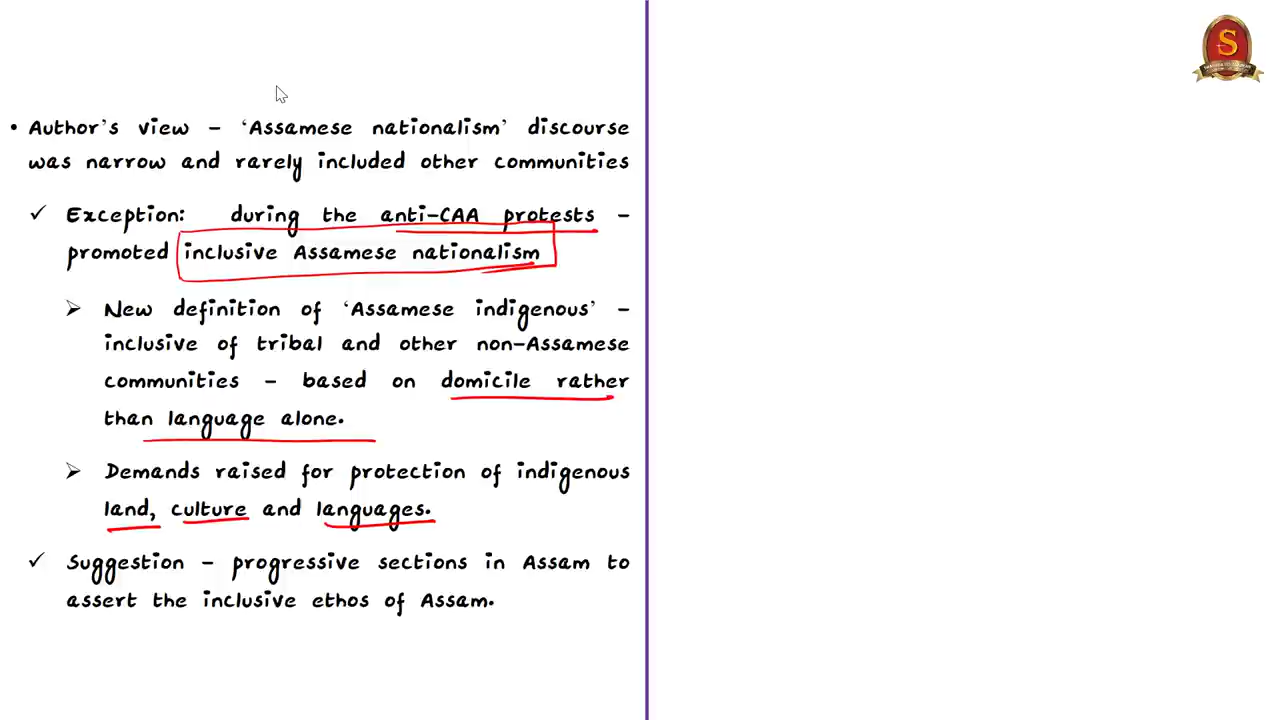 • Author's view – 'Assamese nationalism' discourse
was narrow and rarely included other communities
✓ Exception: during the anti-CAA protests –
promoted inclusive Assamese nationalism
➢ New definition of 'Assamese indigenous' –
inclusive of tribal and other non-Assamese
communities – based on domicile rather
than language alone.
➢ Demands raised for protection of indigenous
land, culture and languages.
✓ Suggestion – progressive sections in Assam to
assert the inclusive ethos of Assam.
S